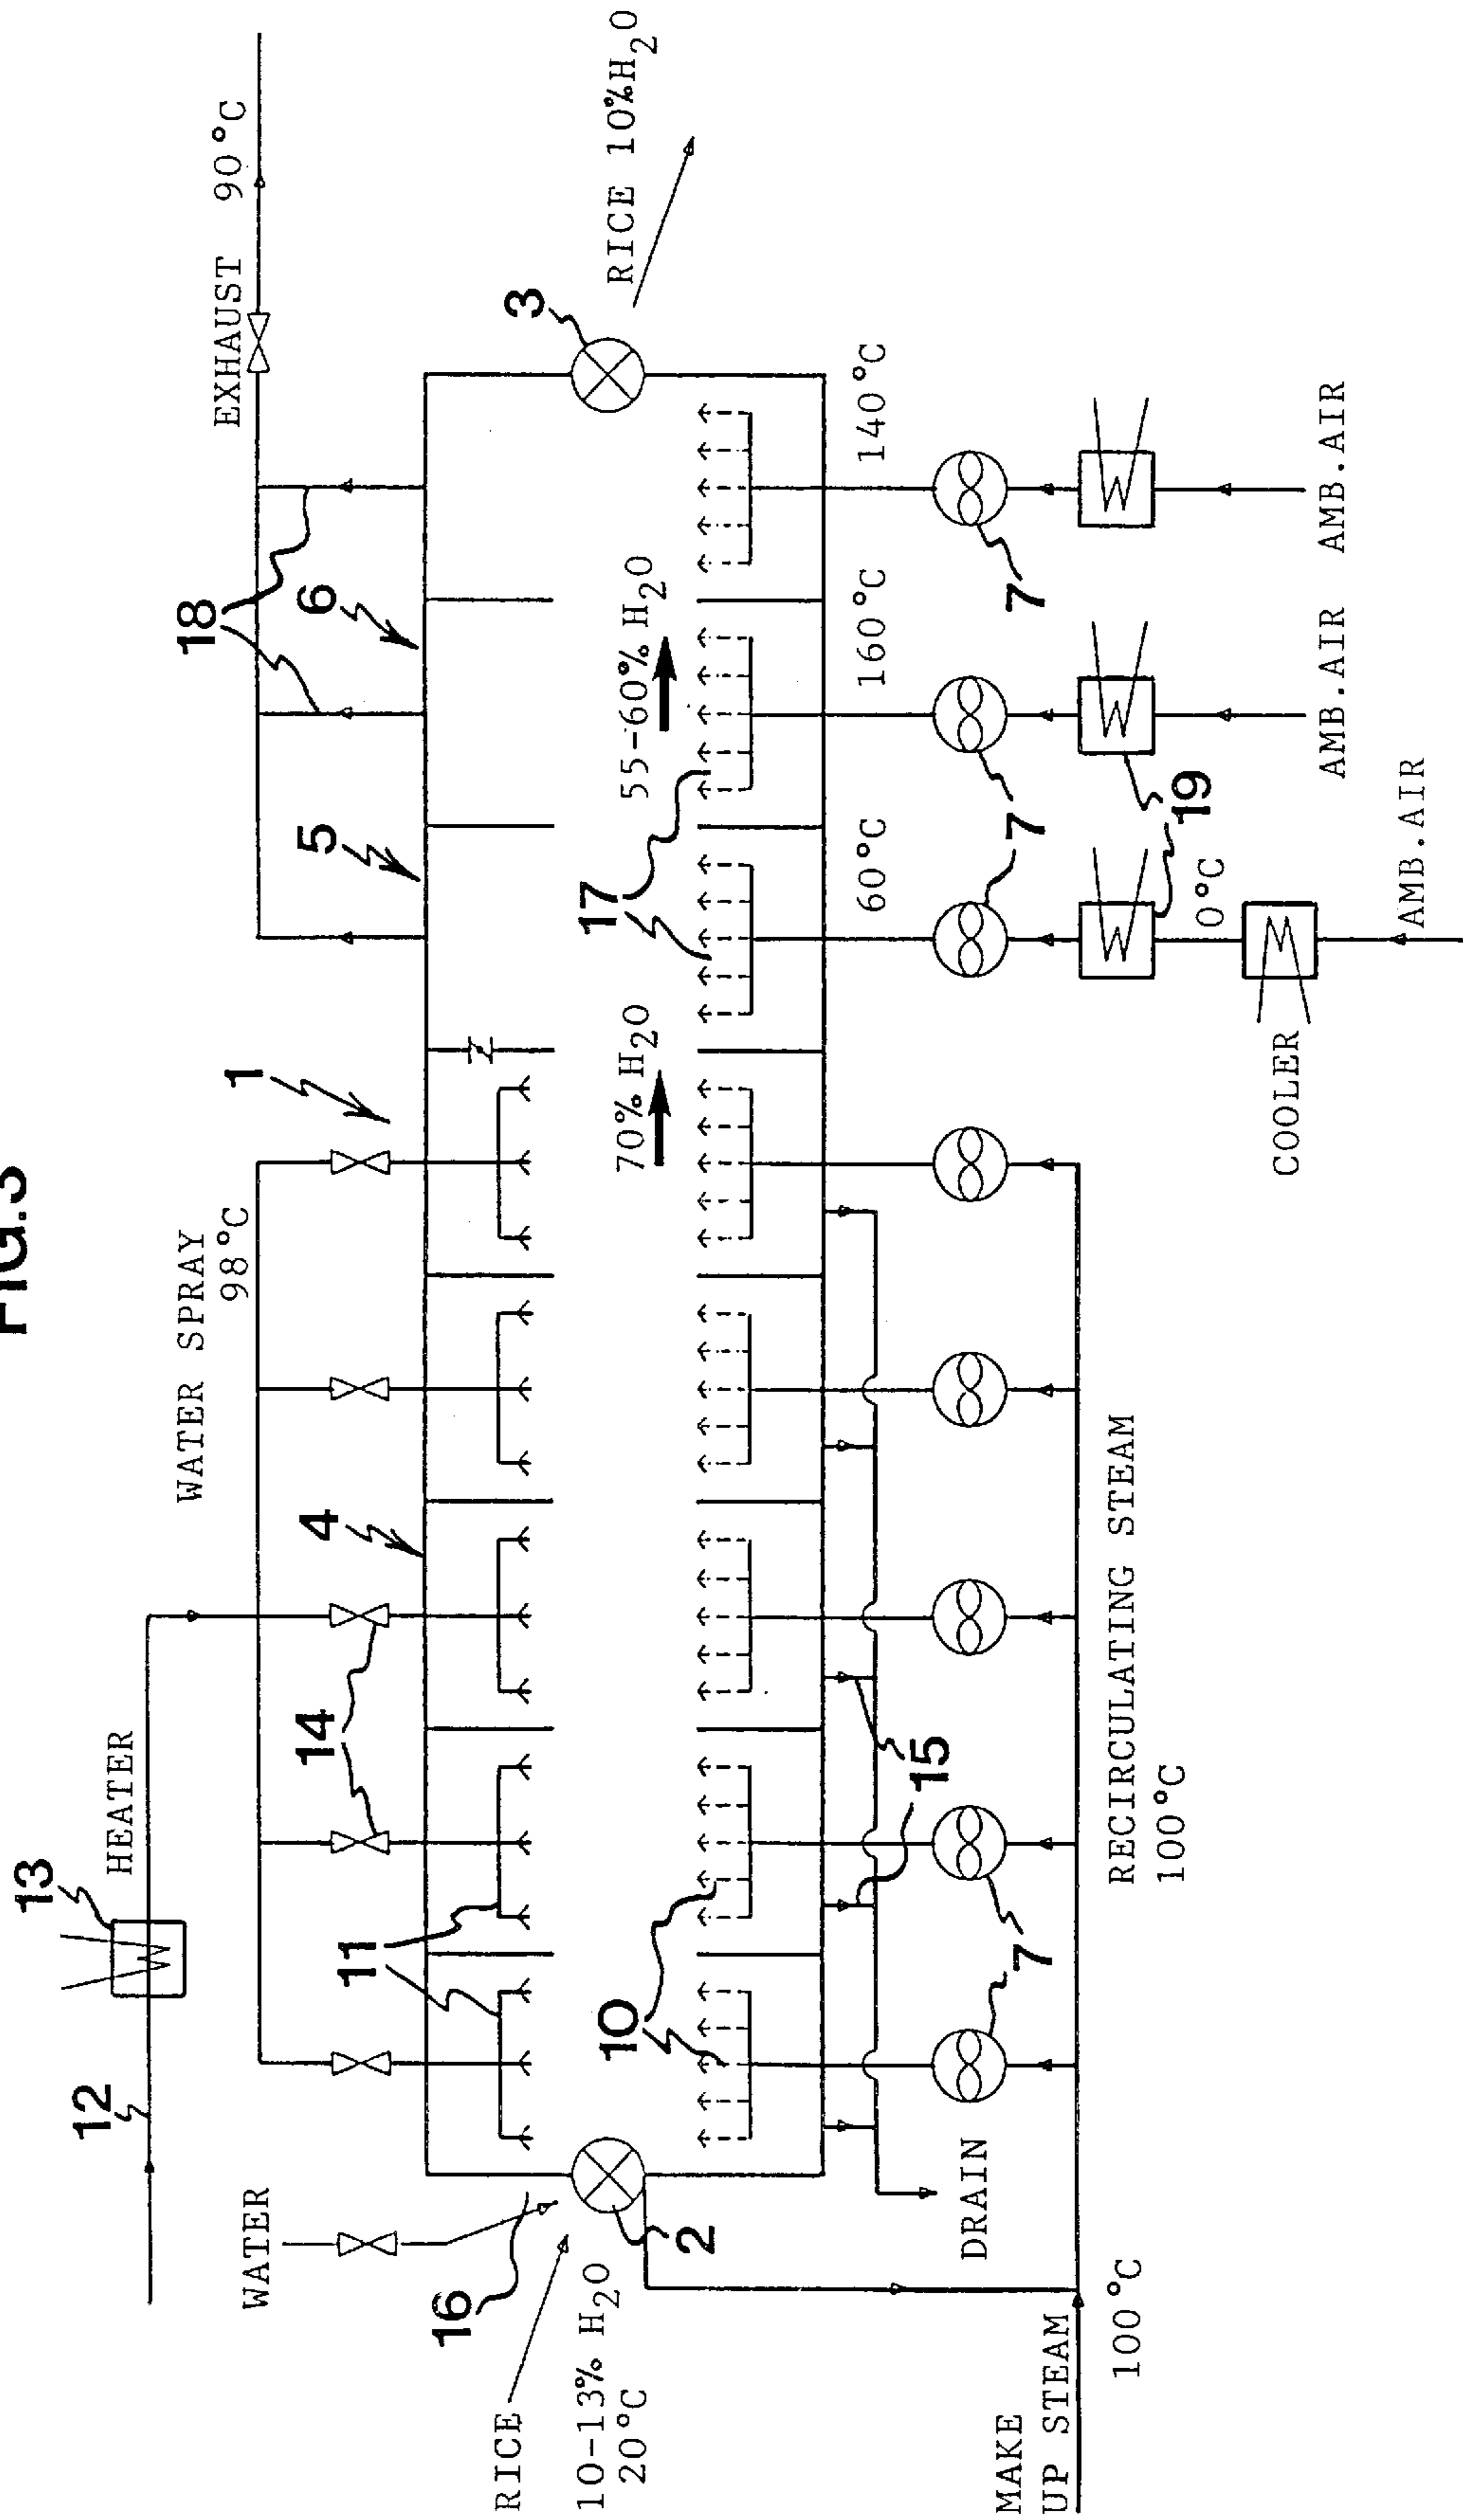 FIG.3
13
HEATER
12
WATER
WATER SPRAY
98°C
EXHAUST 90°C
14
11
4
1
5
6
18
16
RICE
10-13% H2O
20°C
2
10
17
70% H2O
55-60% H2O
3
RICE 10% H2O
60°C
160°C
140°C
15
DRAIN
7
7
7
19
0°C
COOLER
AMB.AIR
AMB.AIR
AMB.AIR
MAKE
UP STEAM
100°C
RECIRCULATING STEAM
100°C